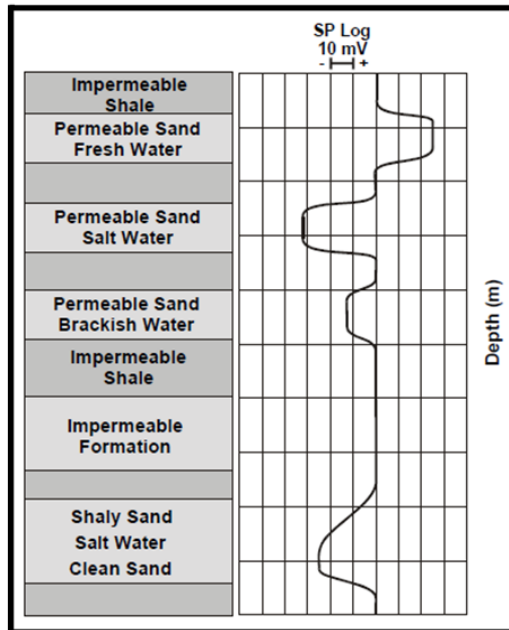 SP Log
10 mV
- +
Impermeable
Shale
Permeable Sand
Fresh Water
Permeable Sand
Salt Water
Permeable Sand
Brackish Water
Impermeable
Shale
Impermeable
Formation
Shaly Sand
Salt Water
Clean Sand
Depth (m)